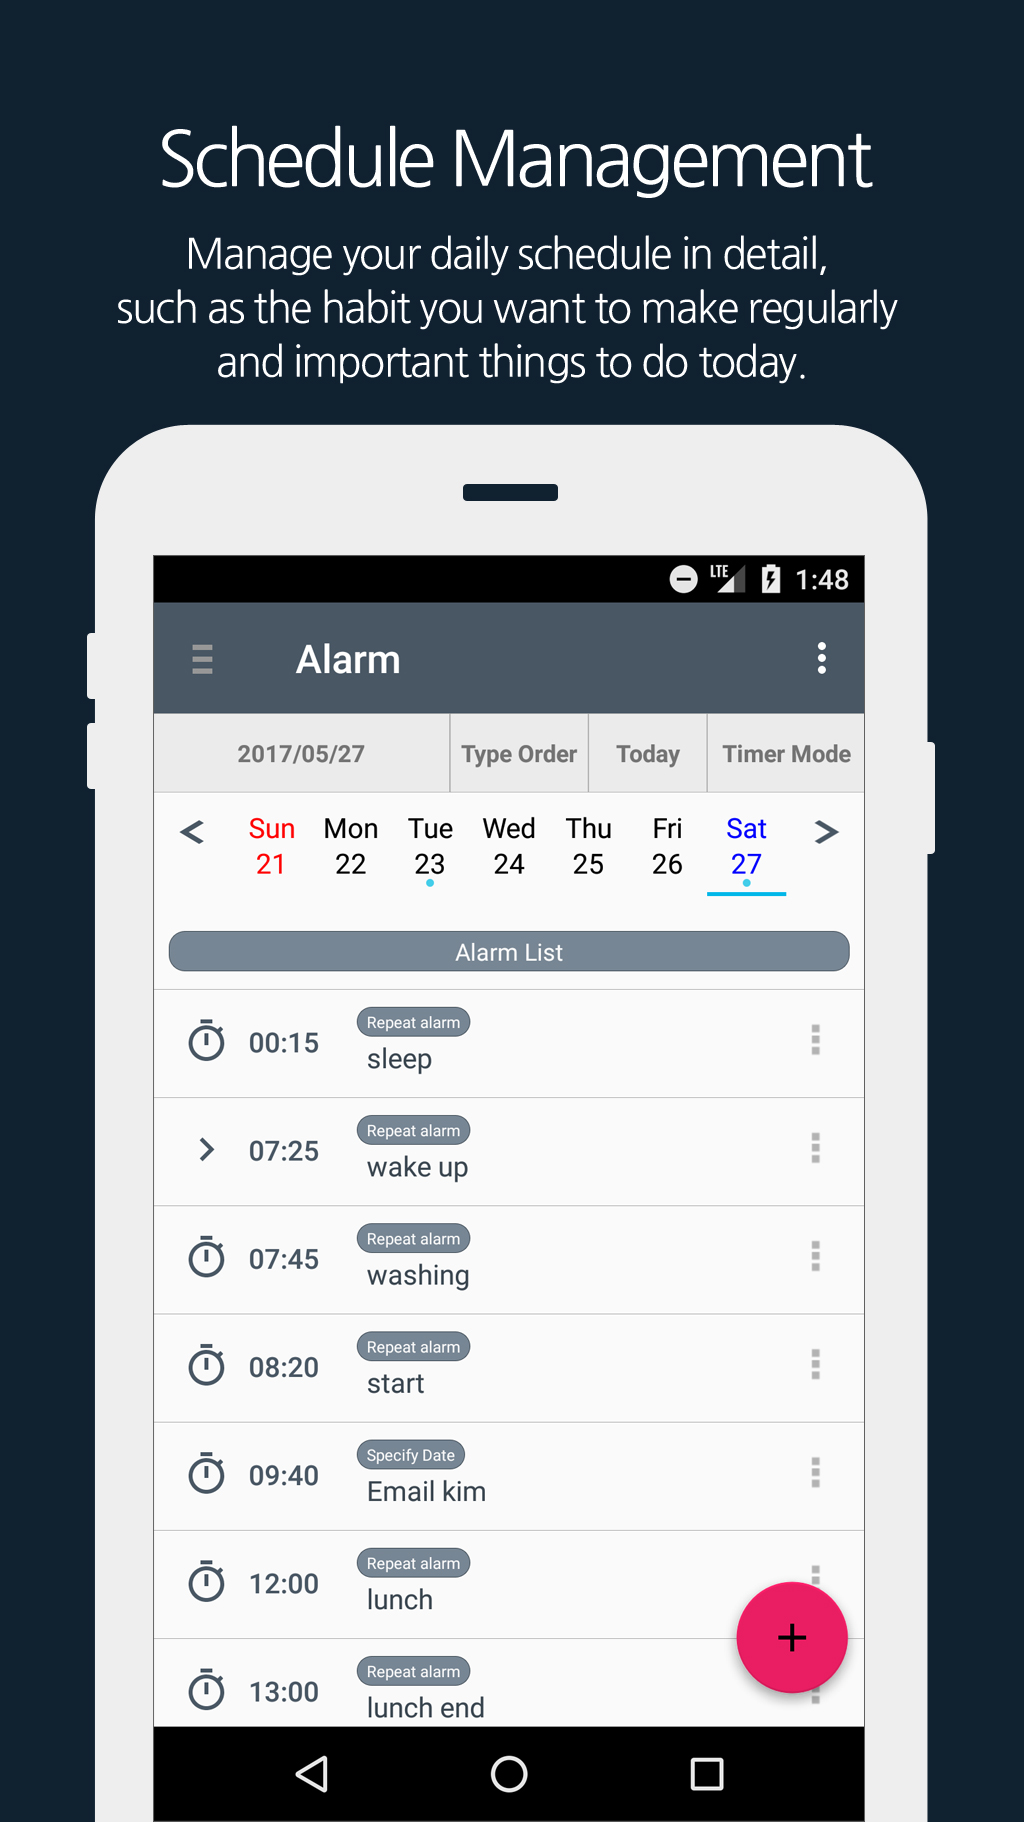 Schedule Management
Manage your daily schedule in detail,
such as the habit you want to make regularly
and important things to do today.
LTE 1:48
Alarm
2017/05/27 Type Order Today Timer Mode
< Sun Mon Tue Wed Thu Fri Sat >
21 22 23 24 25 26 27
Alarm List
Repeat alarm
00:15 sleep
Repeat alarm
07:25 wake up
Repeat alarm
07:45 washing
Repeat alarm
08:20 start
Specify Date
09:40 Email kim
Repeat alarm
12:00 lunch
+
Repeat alarm
13:00 lunch end